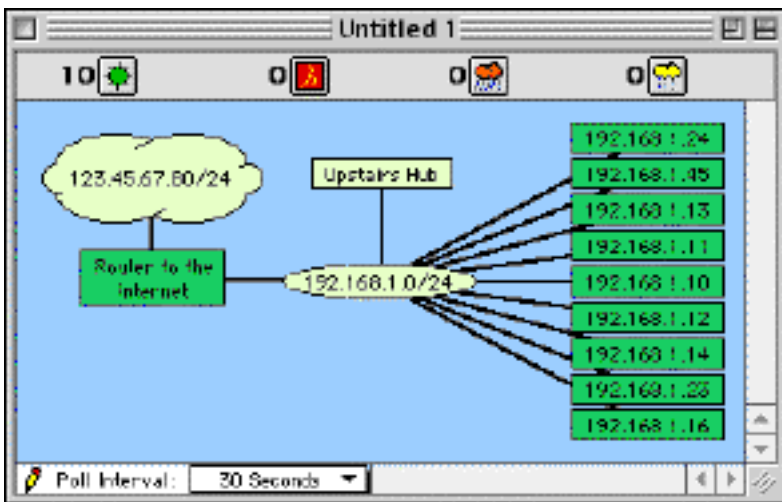 Untitled 1
10 0 0 0
123.45.67.80/24
Upstairs Hub
Router to the
internet
192.168.1.0/24
192.168.1.24
192.168.1.45
192.168.1.13
192.168.1.11
192.168.1.10
192.168.1.12
192.168.1.14
192.168.1.23
192.168.1.16
Poll Interval: 30 Seconds